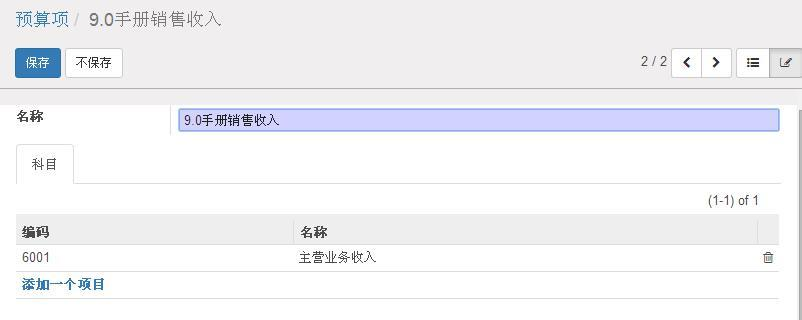 预算项 / 9.0手册销售收入
保存 不保存 2 / 2
名称 9.0手册销售收入
科目
(1-1) of 1
编码 名称
6001 主营业务收入
添加一个项目